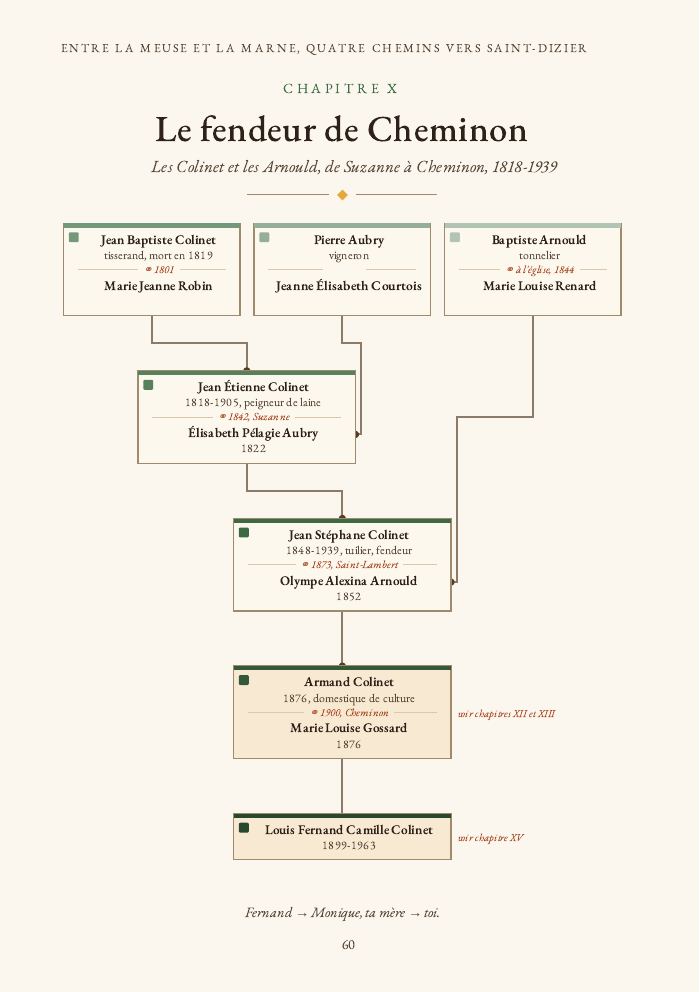 ENTRE LA MEUSE ET LA MARNE, QUATRE CHEMINS VERS SAINT-DIZIER
CHAPITRE X
Le fendeur de Cheminon
Les Colinet et les Arnould, de Suzanne à Cheminon, 1818-1939
Jean Baptiste Colinet
tisserand, mort en 1819
⚭ 1801
Marie Jeanne Robin
Pierre Aubry
vigneron
Jeanne Élisabeth Courtois
Baptiste Arnould
tonnelier
⚭ à l'église, 1844
Marie Louise Renard
Jean Étienne Colinet
1818-1905, peigneur de laine
⚭ 1842, Suzanne
Élisabeth Pélagie Aubry
1822
Jean Stéphane Colinet
1848-1939, tuilier, fendeur
⚭ 1873, Saint-Lambert
Olympe Alexina Arnould
1852
Armand Colinet
1876, domestique de culture
⚭ 1900, Cheminon
Marie Louise Gossard
1876
voir chapitres XII et XIII
Louis Fernand Camille Colinet
1899-1963
voir chapitre XV
Fernand → Monique, ta mère → toi.
60